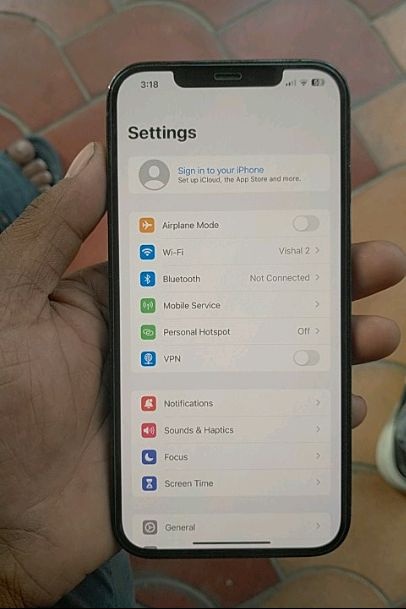 3:18
Settings
Sign in to your iPhone
Set up iCloud, the App Store and more.
Airplane Mode
Wi-Fi
Vishal 2
Bluetooth
Not Connected
Mobile Service
Personal Hotspot
Off
VPN
Notifications
Sounds & Haptics
Focus
Screen Time
General